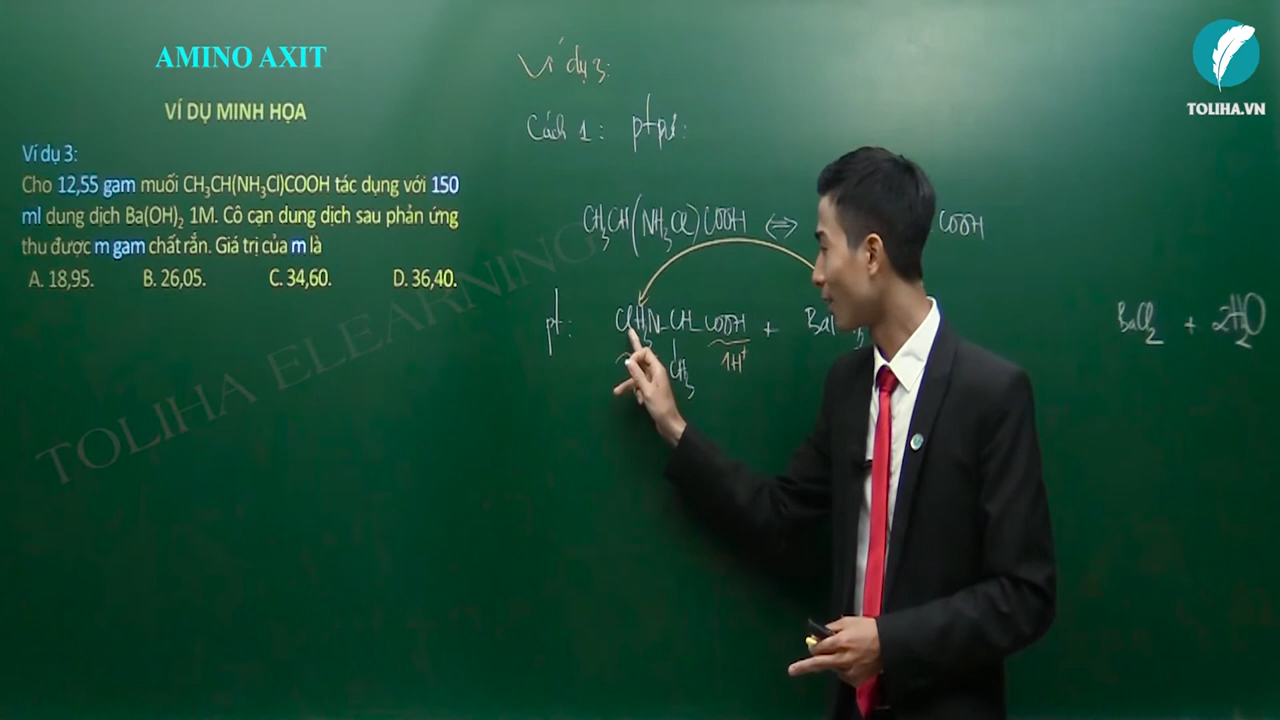 AMINO AXIT
VÍ DỤ MINH HỌA
Ví dụ 3:
Cho 12,55 gam muối CH₃CH(NH₃Cl)COOH tác dụng với 150
ml dung dịch Ba(OH)₂ 1M. Cô cạn dung dịch sau phản ứng
thu được m gam chất rắn. Giá trị của m là
A. 18,95. B. 26,05. C. 34,60. D. 36,40.
TOLIHA ELEARNING
Ví dụ 3:
Cách 1: ptpư:
CH₃CH(NH₃Cl)COOH ⇔ COOH
pt: ClH₃N-CH-COOH + BaCl₂ + 2H₂O
CH₃ 1H⁺
TOLIHA.VN